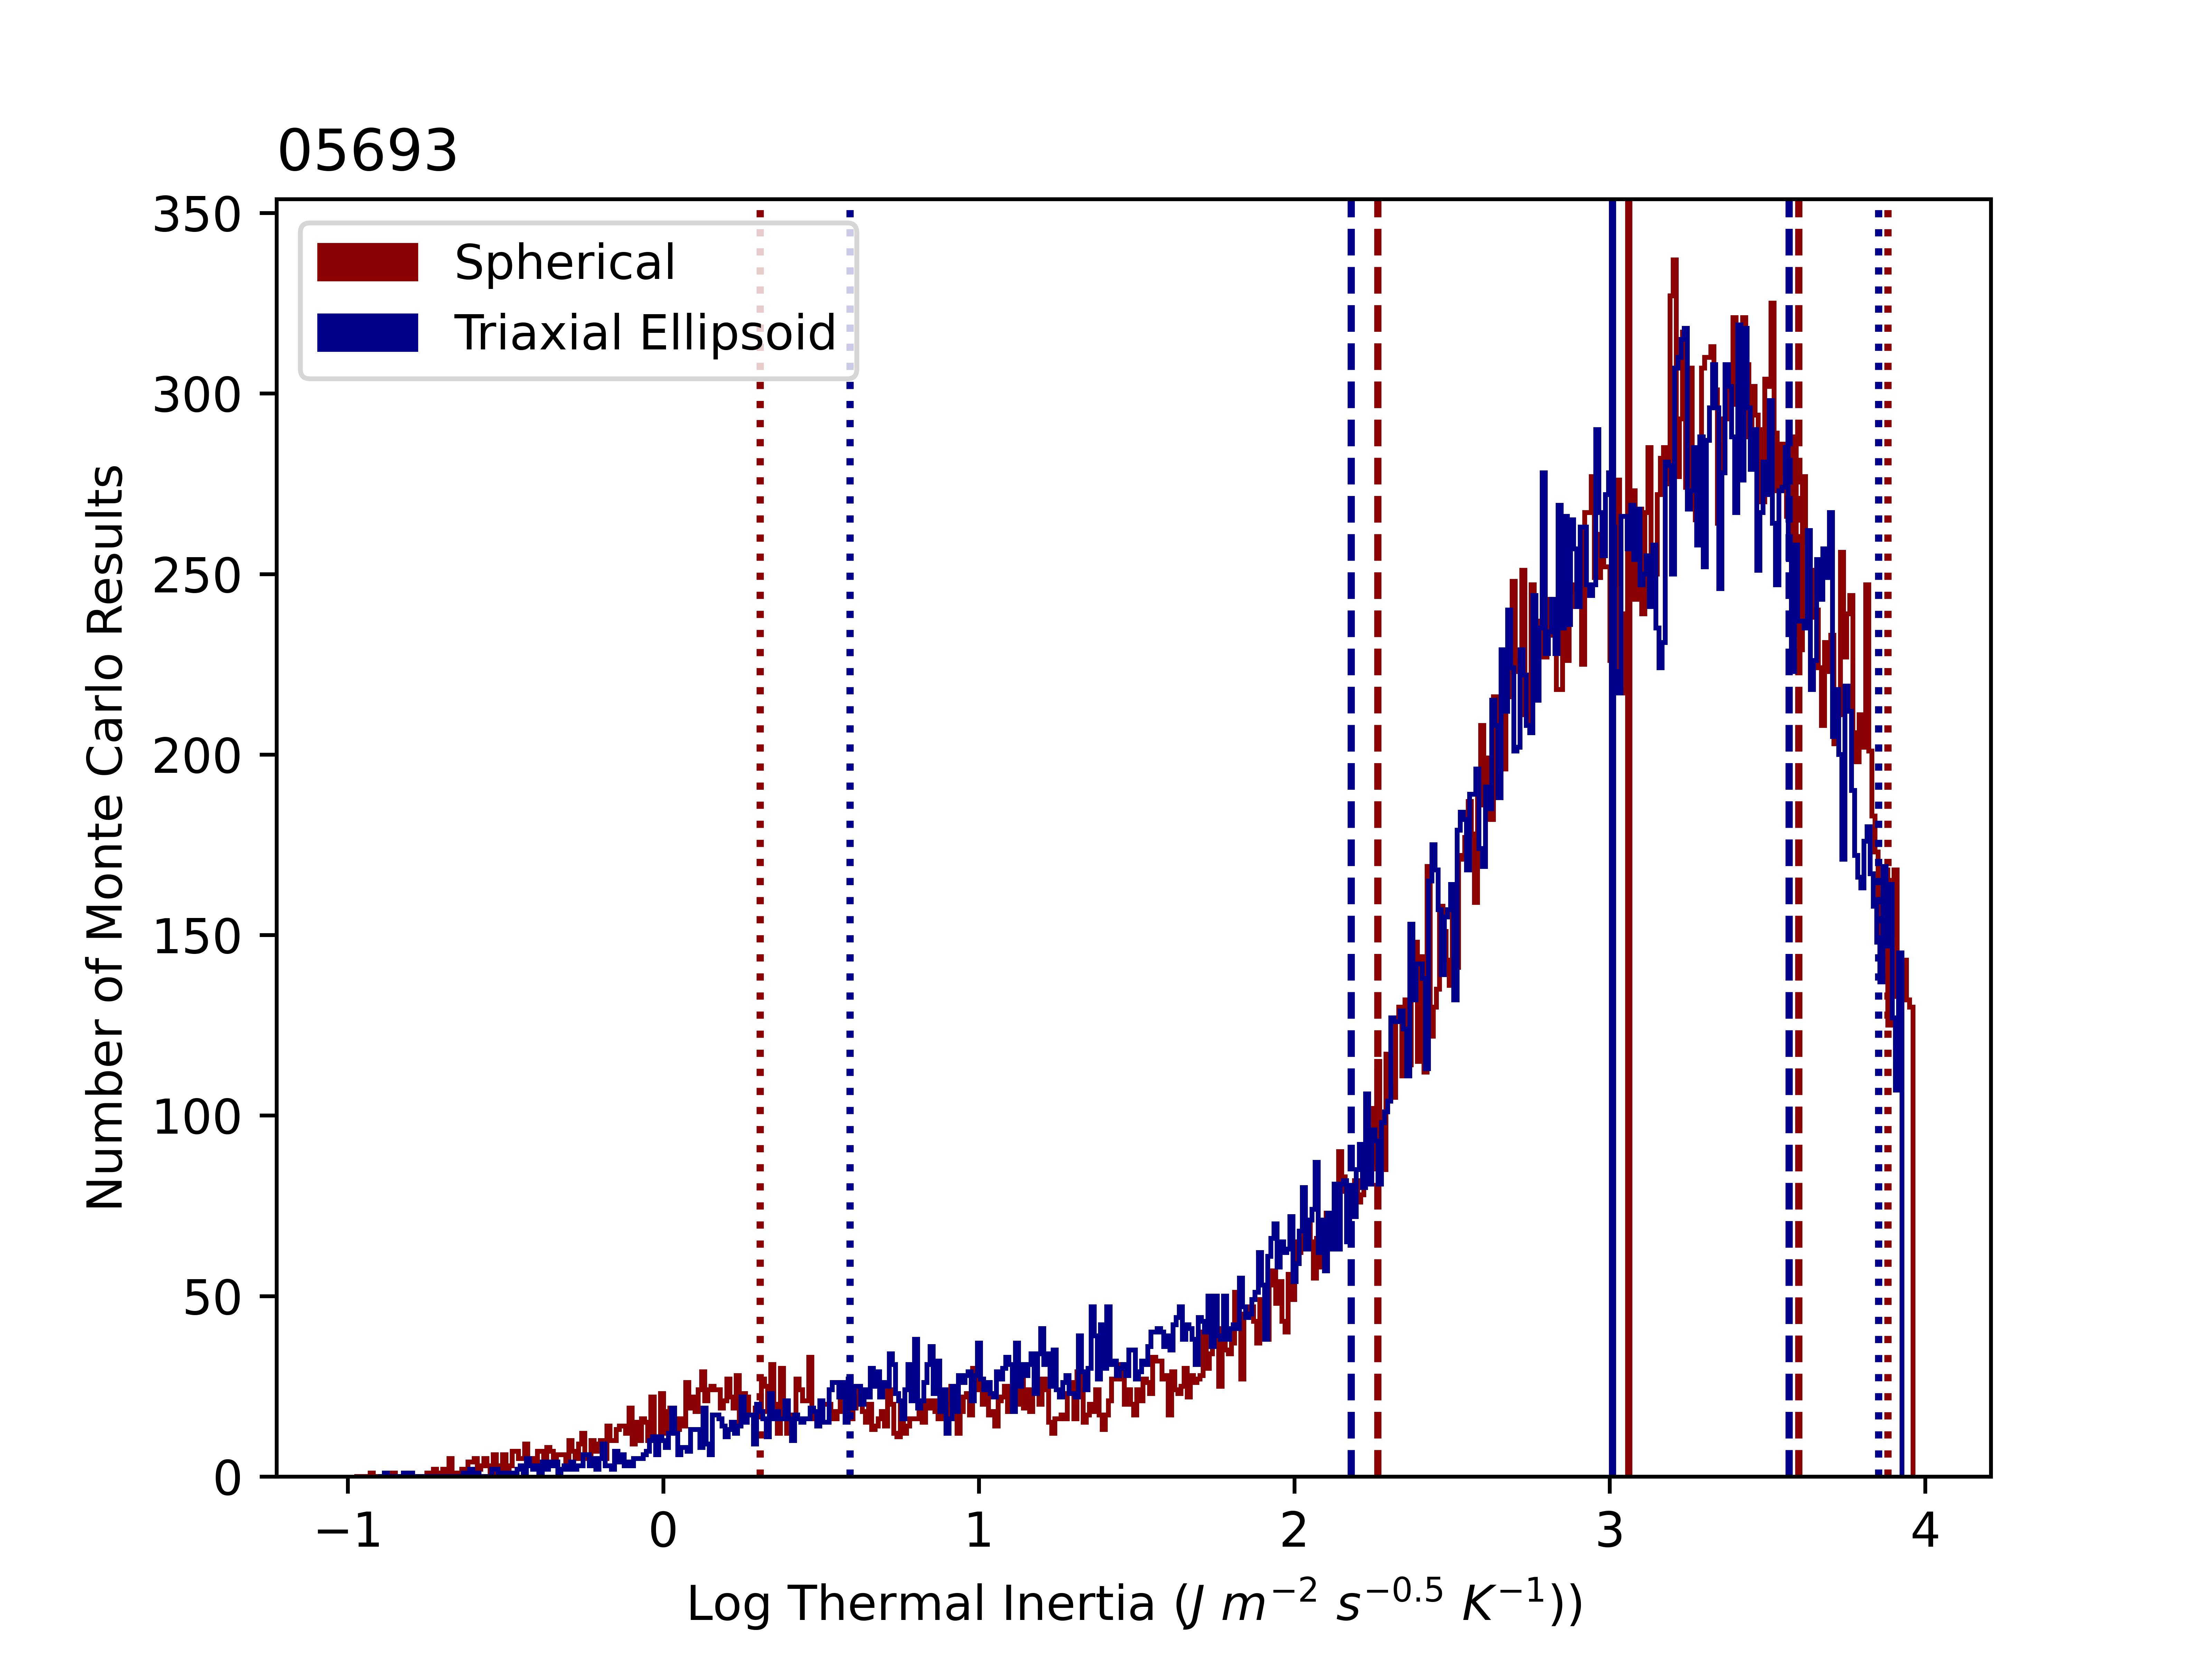 05693
350
300
250
200
150
100
50
0
Number of Monte Carlo Results
Spherical
Triaxial Ellipsoid
−1 0 1 2 3 4
Log Thermal Inertia (J m⁻² s⁻⁰·⁵ K⁻¹))